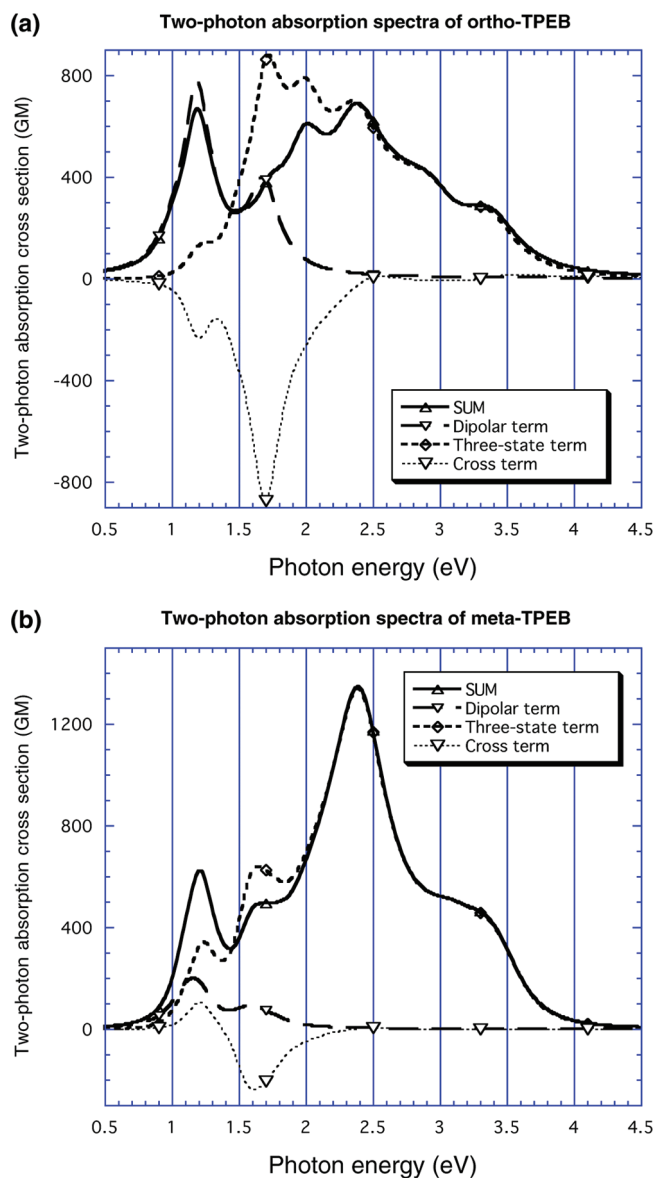 (a)
Two-photon absorption spectra of ortho-TPEB
Two-photon absorption cross section (GM)
800
400
0
-400
-800
SUM
Dipolar term
Three-state term
Cross term
0.5 1 1.5 2 2.5 3 3.5 4 4.5
Photon energy (eV)
(b)
Two-photon absorption spectra of meta-TPEB
Two-photon absorption cross section (GM)
1200
800
400
0
SUM
Dipolar term
Three-state term
Cross term
0.5 1 1.5 2 2.5 3 3.5 4 4.5
Photon energy (eV)